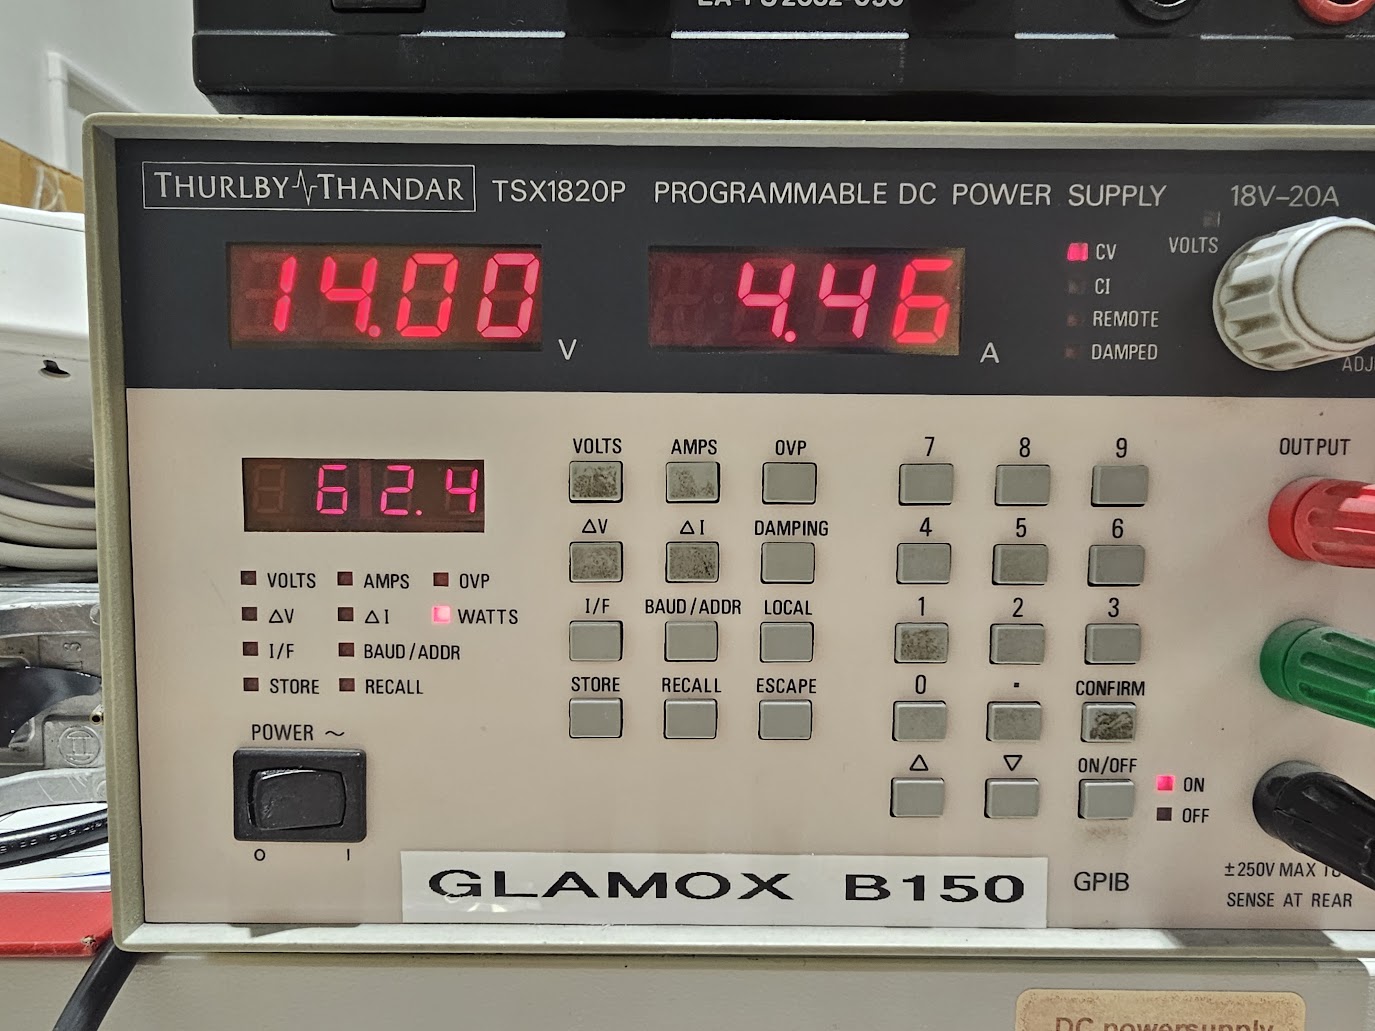 THURLBY THANDAR TSX1820P PROGRAMMABLE DC POWER SUPPLY 18V-20A
14.00 V
4.46 A
CV
CI
REMOTE
DAMPED
VOLTS
62.4
VOLTS AMPS OVP
ΔV ΔI WATTS
I/F BAUD/ADDR
STORE RECALL
POWER ~
O I
VOLTS AMPS OVP
ΔV ΔI DAMPING
I/F BAUD/ADDR LOCAL
STORE RECALL ESCAPE
7 8 9
4 5 6
1 2 3
0 . CONFIRM
△ ▽ ON/OFF
ON
OFF
OUTPUT
GLAMOX B150
GPIB
±250V MAX
SENSE AT REAR
DC powersupply